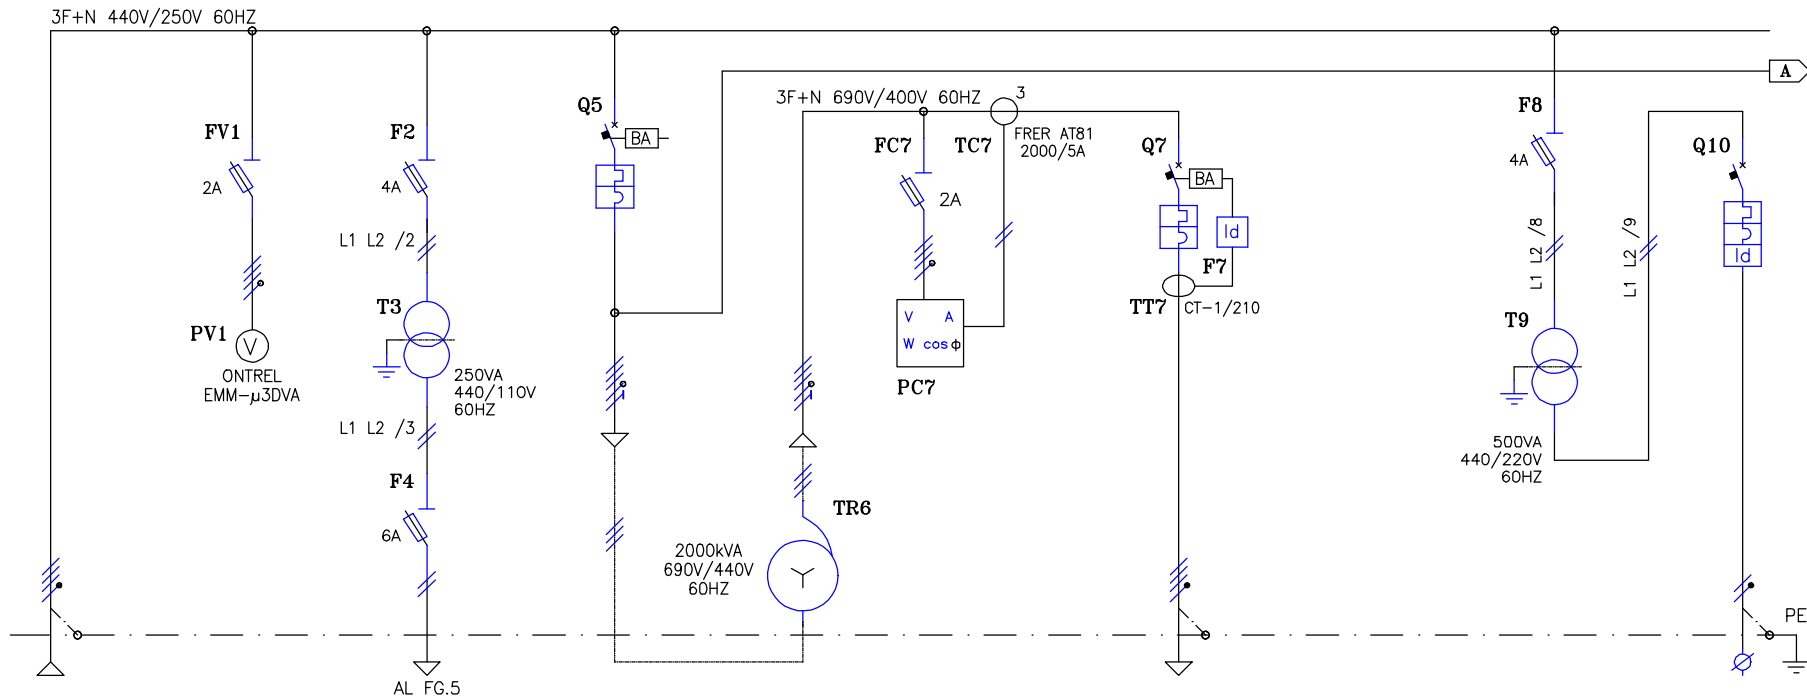 3F+N 440V/250V 60HZ
A
3F+N 690V/400V 60HZ
3
Q5
BA
FV1
2A
F2
4A
FC7
2A
TC7
FRER AT81
2000/5A
Q7
BA
Id
F7
F8
4A
Q10
Id
L1 L2 /2
L1 L2 /8
L1 L2 /9
T3
TT7
CT-1/210
T9
PV1
V
ONTREL
EMM-µ3DVA
V A
W cosϕ
PC7
250VA
440/110V
60HZ
L1 L2 /3
500VA
440/220V
60HZ
F4
6A
TR6
2000kVA
690V/440V
60HZ
PE
AL FG.5